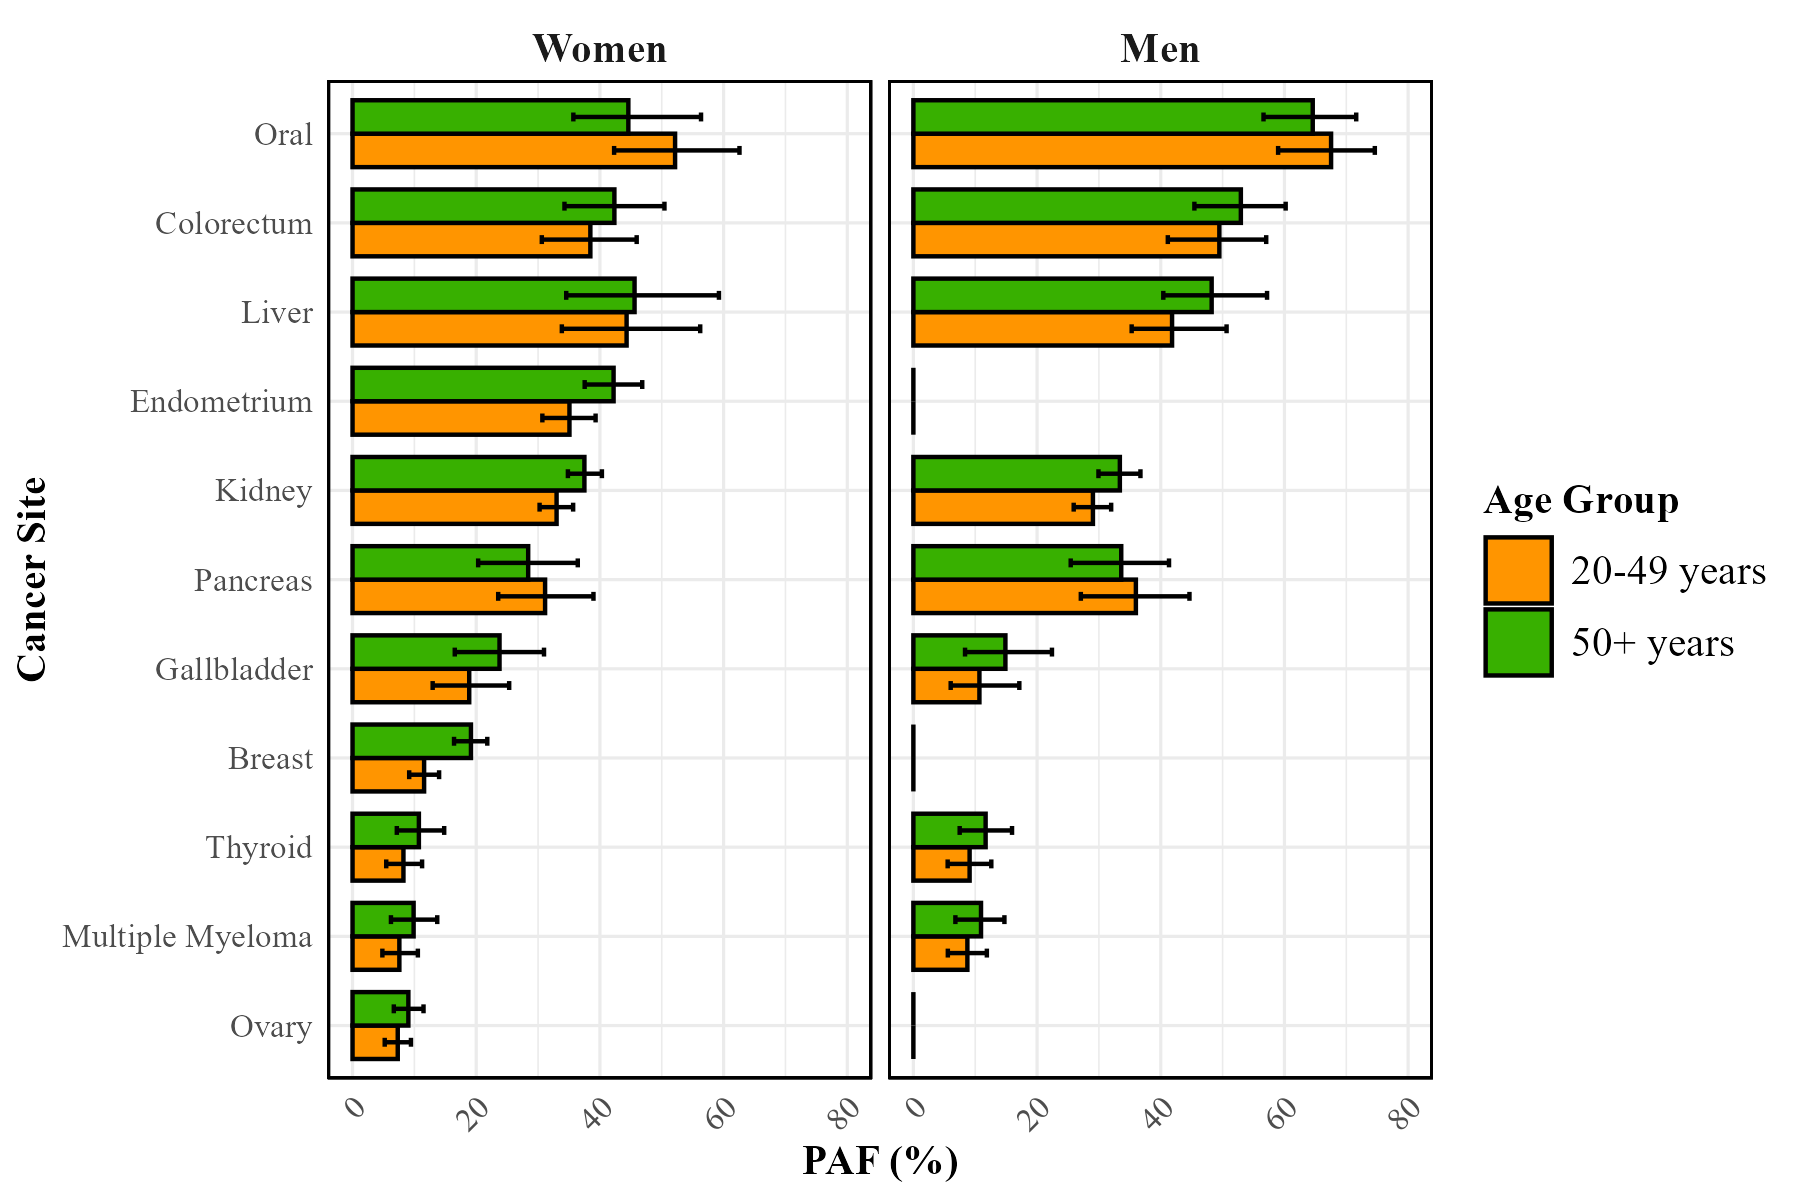 Women
Men
Cancer Site
Oral
Colorectum
Liver
Endometrium
Kidney
Pancreas
Gallbladder
Breast
Thyroid
Multiple Myeloma
Ovary
0 20 40 60 80
0 20 40 60 80
PAF (%)
Age Group
20-49 years
50+ years